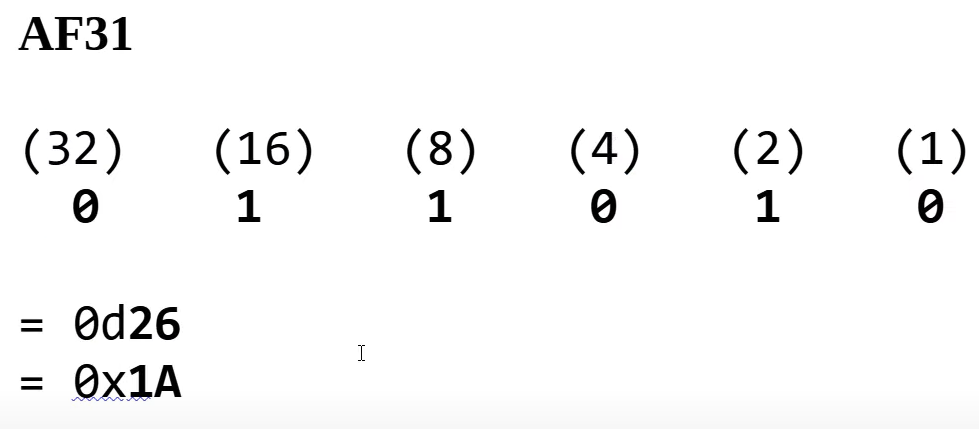 AF31
(32) (16) (8) (4) (2) (1)
0 1 1 0 1 0
= 0d26
= 0x1A